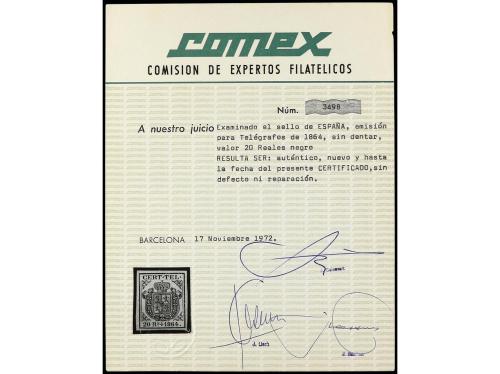 COMEX
COMISION DE EXPERTOS FILATELICOS
Núm. 3498
A nuestro juicio Examinado el sello de ESPAÑA, emisión
para Telégrafos de 1864, sin dentar,
valor 20 Reales negro
RESULTA SER: auténtico, nuevo y hasta
la fecha del presente CERTIFICADO,sin
defecto ni reparación.
BARCELONA 17 Noviembre 1972.
CERT-TEL.
20 Rs 1864.
J. Llach